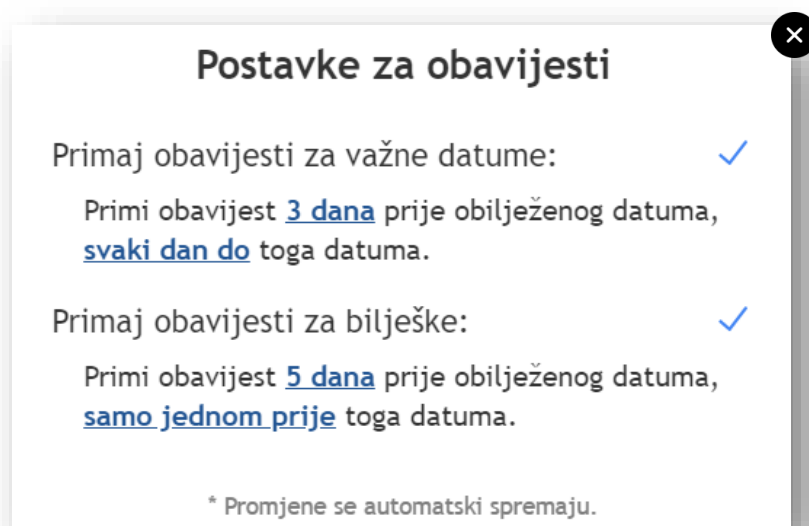 Postavke za obavijesti
Primaj obavijesti za važne datume:
Primi obavijest 3 dana prije obilježenog datuma,
svaki dan do toga datuma.
Primaj obavijesti za bilješke:
Primi obavijest 5 dana prije obilježenog datuma,
samo jednom prije toga datuma.
* Promjene se automatski spremaju.